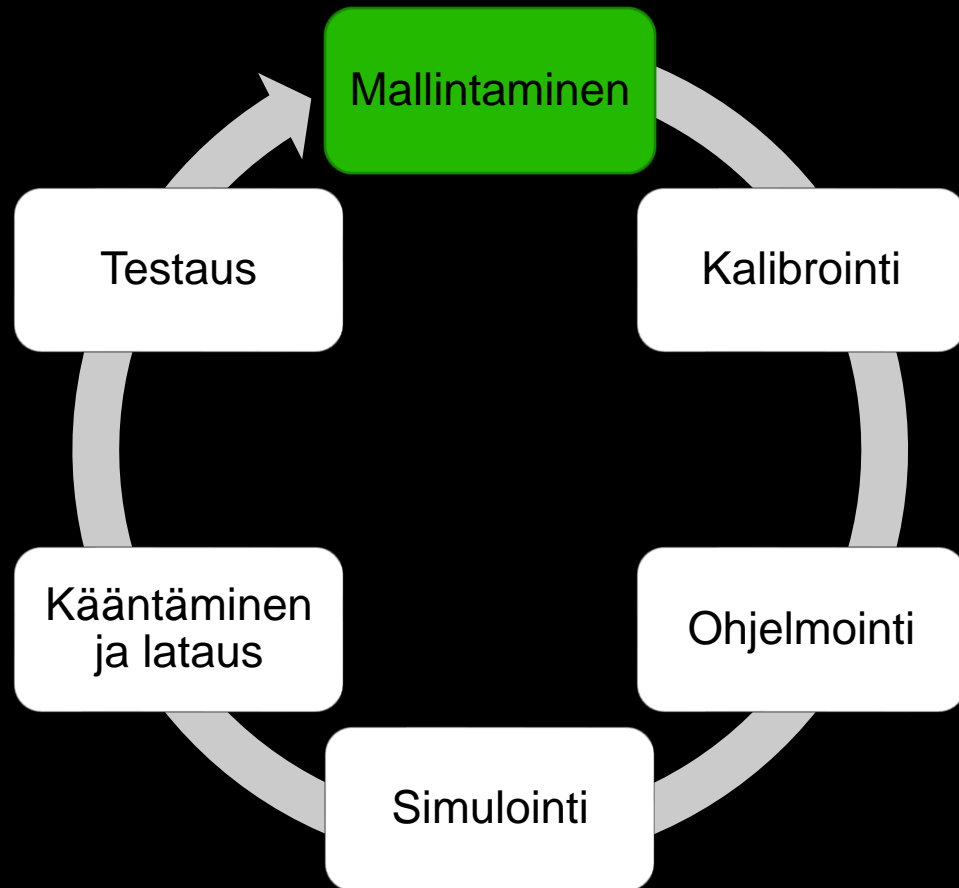 Mallintaminen
Kalibrointi
Ohjelmointi
Simulointi
Kääntäminen
ja lataus
Testaus